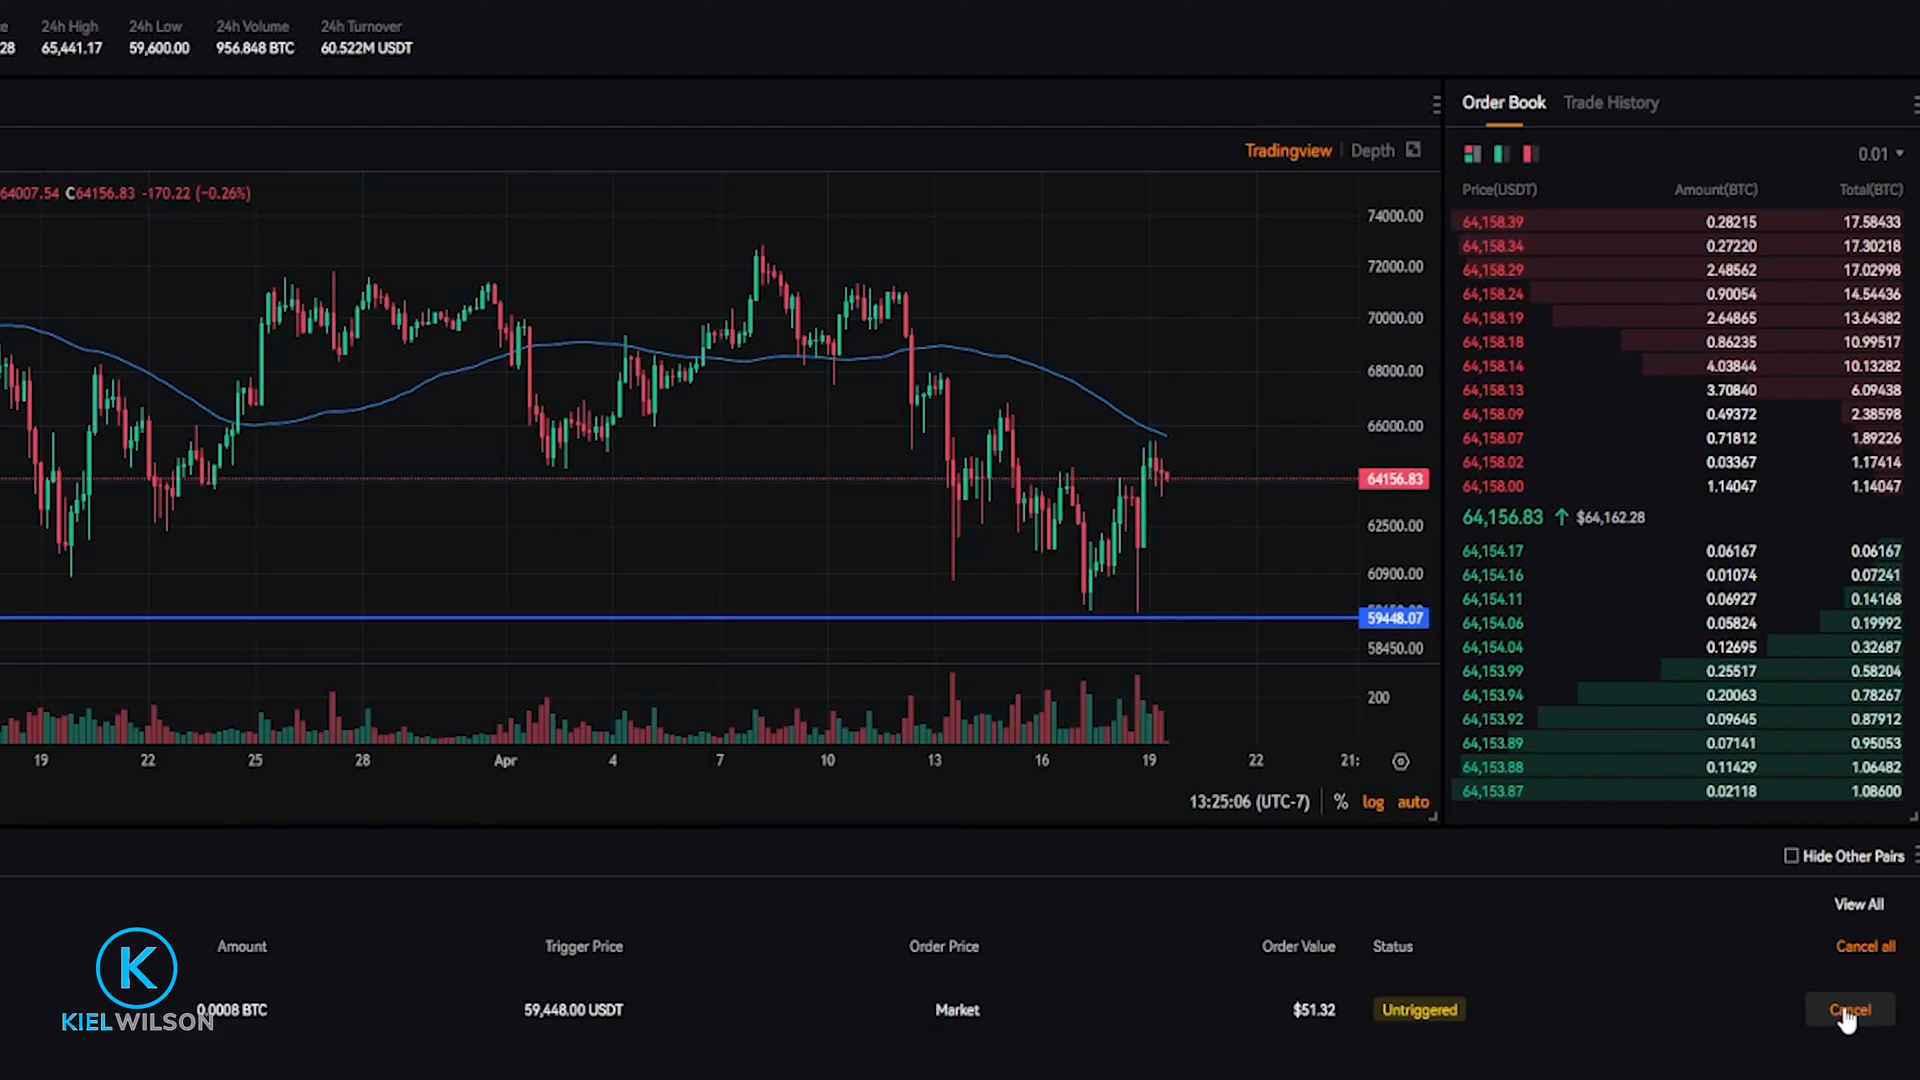 24h High 24h Low 24h Volume 24h Turnover
28 65,441.17 59,600.00 956.848 BTC 60.522M USDT
Order Book Trade History
Tradingview Depth
0.01
64007.54 C64156.83 -170.22 (-0.26%)
Price(USDT) Amount(BTC) Total(BTC)
64,158.39 0.28215 17.58433
64,158.34 0.27220 17.30218
64,158.29 2.48562 17.02998
64,158.24 0.90054 14.54436
64,158.19 2.64865 13.64382
64,158.18 0.86235 10.99517
64,158.14 4.03844 10.13282
64,158.13 3.70840 6.09438
64,158.09 0.49372 2.38598
64,158.07 0.71812 1.89226
64,158.02 0.03367 1.17414
64,158.00 1.14047 1.14047
64,156.83 ↑ $64,162.28
64,154.17 0.06167 0.06167
64,154.16 0.01074 0.07241
64,154.11 0.06927 0.14168
64,154.06 0.05824 0.19992
64,154.04 0.12695 0.32687
64,153.99 0.25517 0.58204
64,153.94 0.20063 0.78267
64,153.92 0.09645 0.87912
64,153.89 0.07141 0.95053
64,153.88 0.11429 1.06482
64,153.87 0.02118 1.08600
74000.00
72000.00
70000.00
68000.00
66000.00
64156.83
62500.00
60900.00
59448.07
58450.00
200
19 22 25 28 Apr 4 7 10 13 16 19 22 21:
13:25:06 (UTC-7) % log auto
Hide Other Pairs
View All
Amount Trigger Price Order Price Order Value Status Cancel all
0.0008 BTC 59,448.00 USDT Market $51.32 Untriggered Cancel
K
KIELWILSON